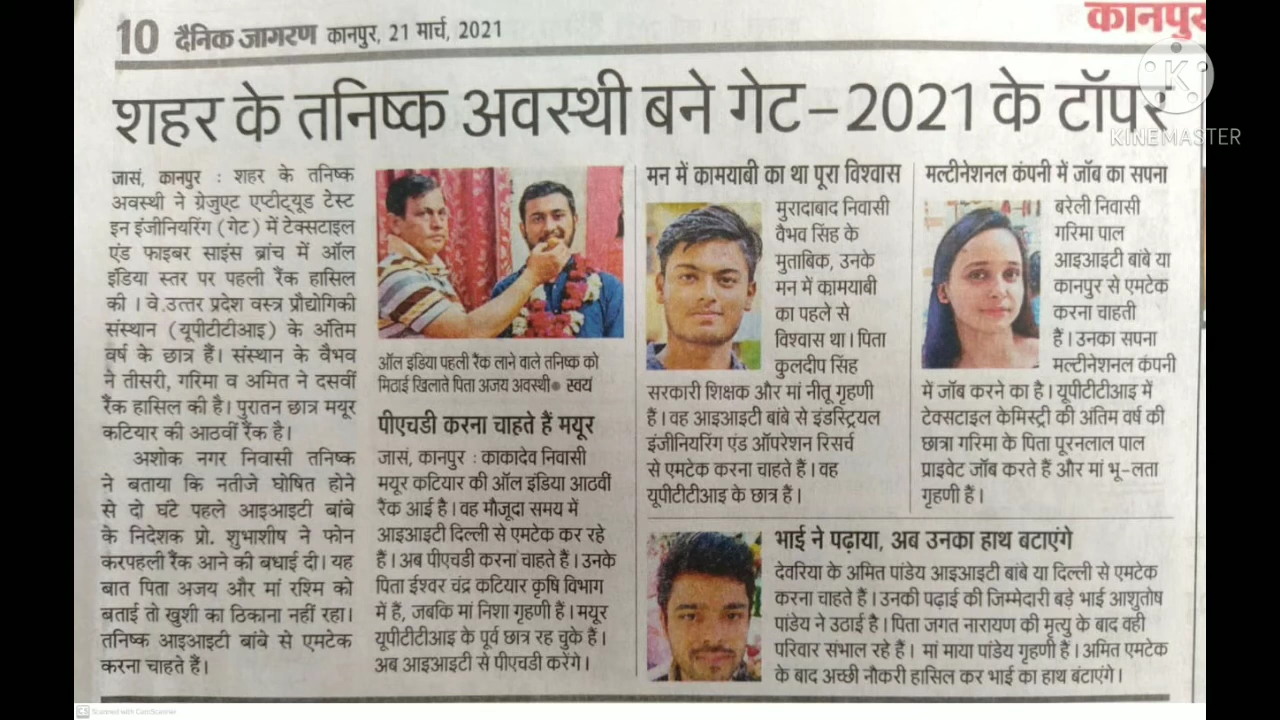 10 दैनिक जागरण कानपुर, 21 मार्च, 2021
कानपुर
KINEMASTER
शहर के तनिष्क अवस्थी बने गेट-2021 के टॉपर
जासं, कानपुर : शहर के तनिष्क
अवस्थी ने ग्रेजुएट एप्टीट्यूड टेस्ट
इन इंजीनियरिंग (गेट) में टेक्सटाइल
एंड फाइबर साइंस ब्रांच में ऑल
इंडिया स्तर पर पहली रैंक हासिल
की । वे उत्तर प्रदेश वस्त्र प्रौद्योगिकी
संस्थान (यूपीटीटीआइ) के अंतिम
वर्ष के छात्र हैं। संस्थान के वैभव
ने तीसरी, गरिमा व अमित ने दसवीं
रैंक हासिल की है। पुरातन छात्र मयूर
कटियार की आठवीं रैंक है।
अशोक नगर निवासी तनिष्क
ने बताया कि नतीजे घोषित होने
से दो घंटे पहले आइआइटी बांबे
के निदेशक प्रो. शुभाशीष ने फोन
करपहली रैंक आने की बधाई दी। यह
बात पिता अजय और मां रश्मि को
बताई तो खुशी का ठिकाना नहीं रहा।
तनिष्क आइआइटी बांबे से एमटेक
करना चाहते हैं।
ऑल इंडिया पहली रैंक लाने वाले तनिष्क को
मिठाई खिलाते पिता अजय अवस्थी● स्वयं
पीएचडी करना चाहते हैं मयूर
जासं, कानपुर : काकादेव निवासी
मयूर कटियार की ऑल इंडिया आठवीं
रैंक आई है। वह मौजूदा समय में
आइआइटी दिल्ली से एमटेक कर रहे
हैं। अब पीएचडी करना चाहते हैं। उनके
पिता ईश्वर चंद्र कटियार कृषि विभाग
में हैं, जबकि मां निशा गृहणी हैं। मयूर
यूपीटीटीआइ के पूर्व छात्र रह चुके हैं।
अब आइआइटी से पीएचडी करेंगे।
मन में कामयाबी का था पूरा विश्वास
मुरादाबाद निवासी
वैभव सिंह के
मुताबिक, उनके
मन में कामयाबी
का पहले से
विश्वास था। पिता
कुलदीप सिंह
सरकारी शिक्षक और मां नीतू गृहणी
हैं। वह आइआइटी बांबे से इंडस्ट्रियल
इंजीनियरिंग एंड ऑपरेशन रिसर्च
से एमटेक करना चाहते हैं। वह
यूपीटीटीआइ के छात्र हैं।
मल्टीनेशनल कंपनी में जॉब का सपना
बरेली निवासी
गरिमा पाल
आइआइटी बांबे या
कानपुर से एमटेक
करना चाहती
हैं। उनका सपना
मल्टीनेशनल कंपनी
में जॉब करने का है। यूपीटीटीआइ में
टेक्सटाइल केमिस्ट्री की अंतिम वर्ष की
छात्रा गरिमा के पिता पूरनलाल पाल
प्राइवेट जॉब करते हैं और मां भू-लता
गृहणी हैं।
भाई ने पढ़ाया, अब उनका हाथ बटाएंगे
देवरिया के अमित पांडेय आइआइटी बांबे या दिल्ली से एमटेक
करना चाहते हैं। उनकी पढ़ाई की जिम्मेदारी बड़े भाई आशुतोष
पांडेय ने उठाई है। पिता जगत नारायण की मृत्यु के बाद वही
परिवार संभाल रहे हैं। मां माया पांडेय गृहणी हैं। अमित एमटेक
के बाद अच्छी नौकरी हासिल कर भाई का हाथ बंटाएंगे।
CS Scanned with CamScanner